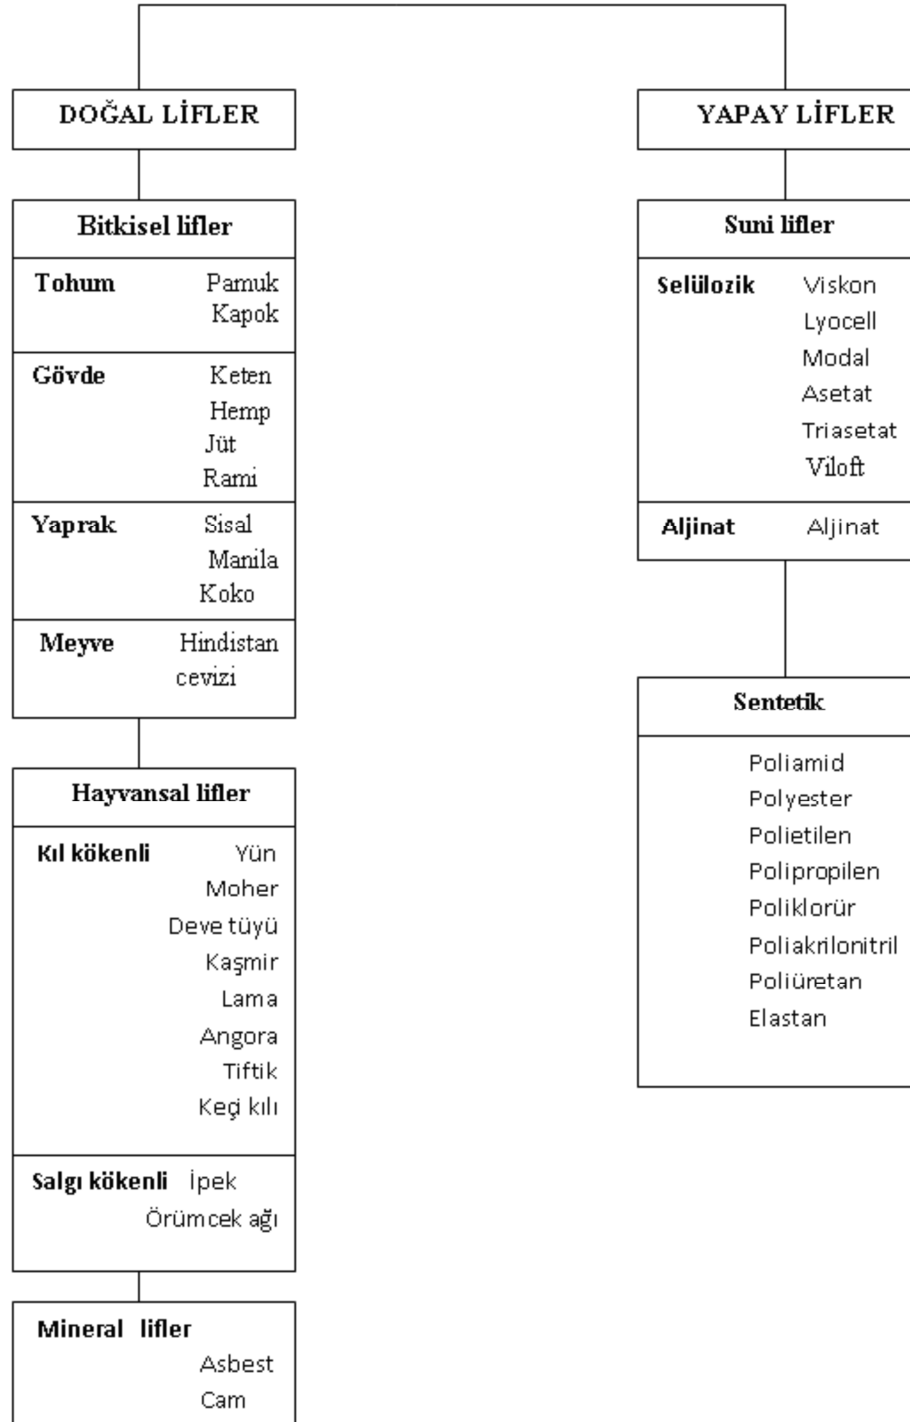 DOĞAL LİFLER
Bitkisel lifler
Tohum Pamuk
Kapok
Gövde Keten
Hemp
Jüt
Rami
Yaprak Sisal
Manila
Koko
Meyve Hindistan
cevizi
Hayvansal lifler
Kıl kökenli Yün
Moher
Deve tüyü
Kaşmir
Lama
Angora
Tiftik
Keçi kılı
Salgı kökenli İpek
Örümcek ağı
Mineral lifler
Asbest
Cam
YAPAY LİFLER
Suni lifler
Selülozik Viskon
Lyocell
Modal
Asetat
Triasetat
Viloft
Aljinat Aljinat
Sentetik
Poliamid
Polyester
Polietilen
Polipropilen
Poliklorür
Poliakrilonitril
Poliüretan
Elastan